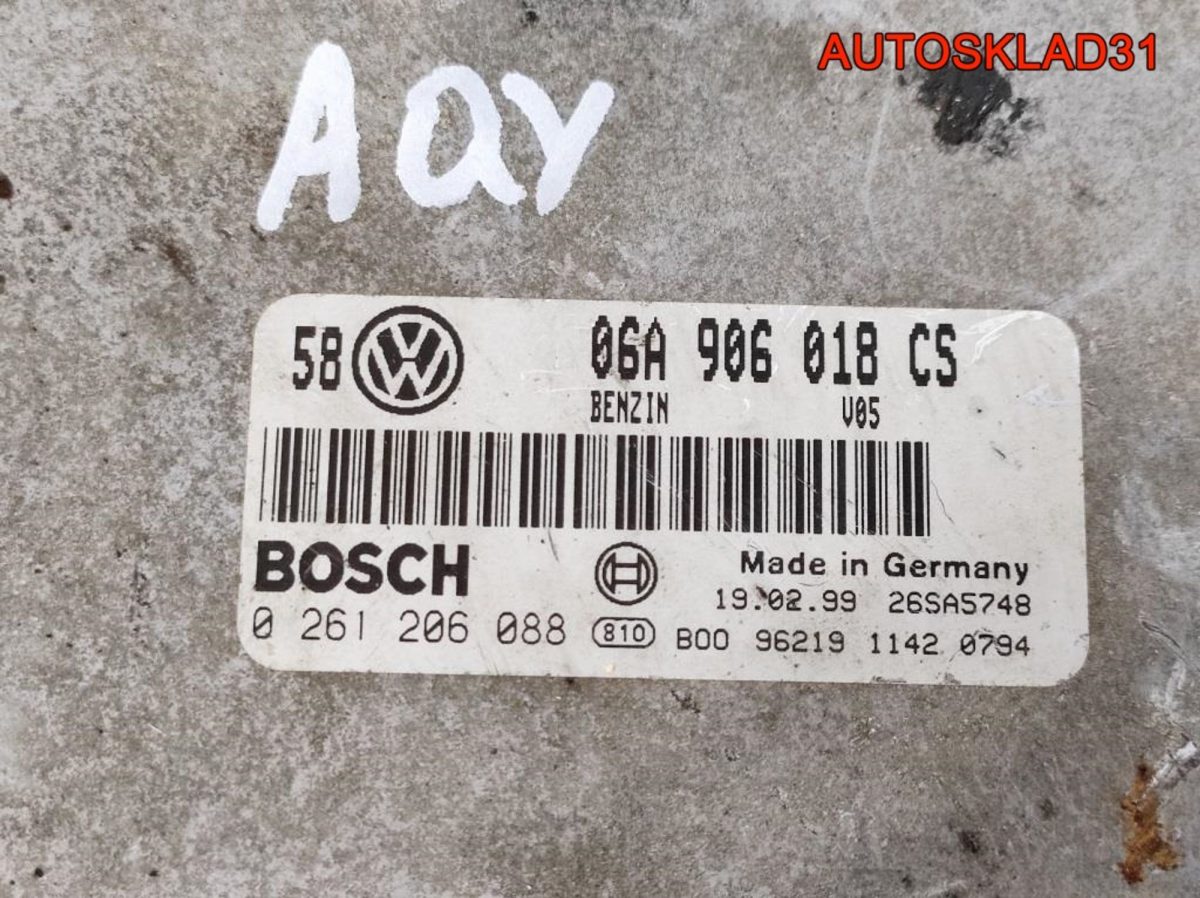 AUTOSKLAD31
AQY
58 06A 906 018 CS
BENZIN V05
BOSCH Made in Germany
19.02.99 26SA5748
0 261 206 088 810 B00 96219 1142 0794